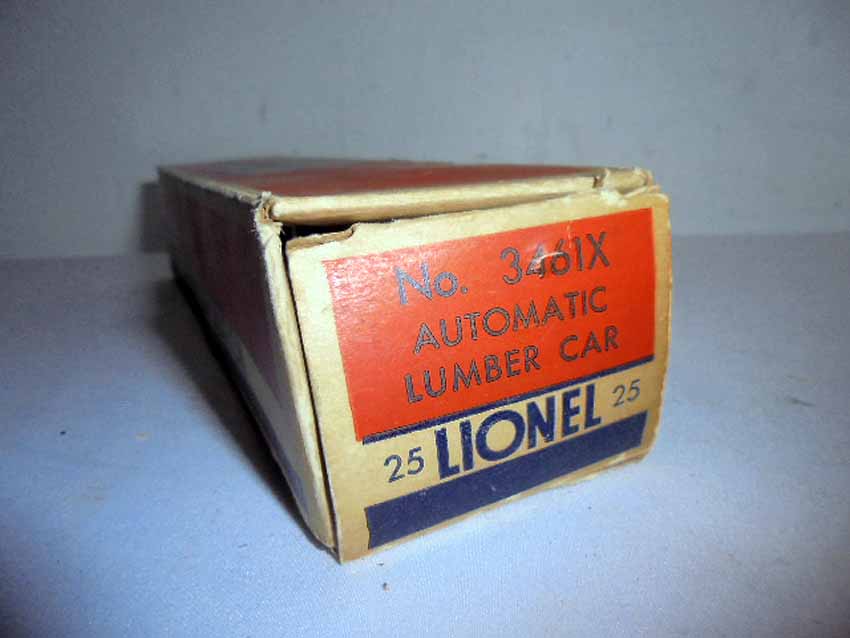 No. 3461X
AUTOMATIC
LUMBER CAR
25 LIONEL 25